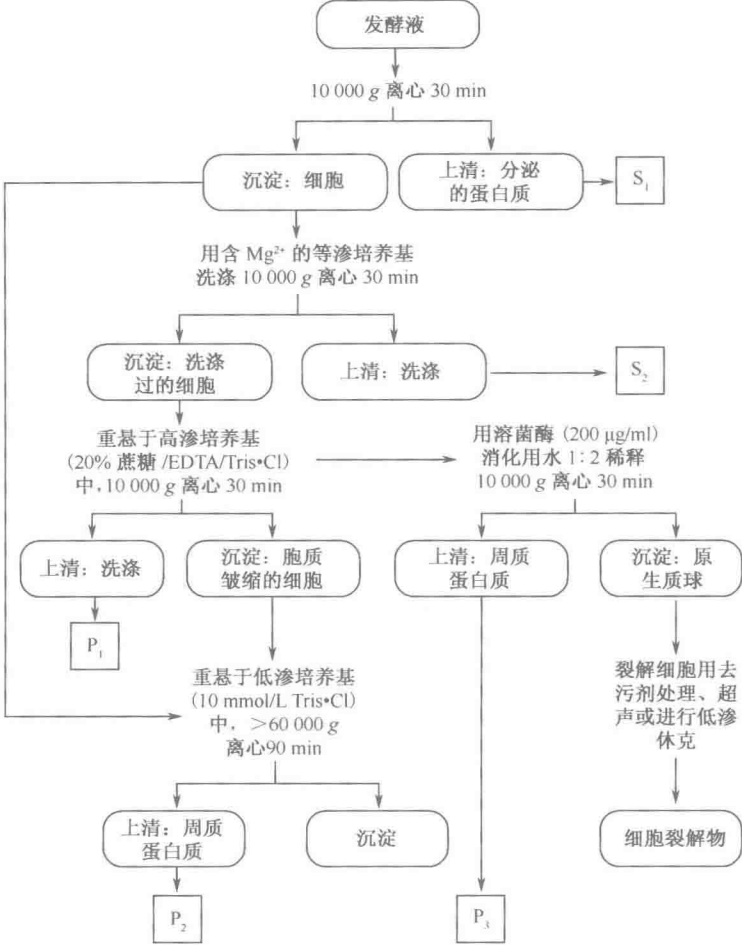 发酵液
10 000 g 离心 30 min
沉淀：细胞
上清：分泌
的蛋白质
S₁
用含 Mg²⁺ 的等渗培养基
洗涤 10 000 g 离心 30 min
沉淀：洗涤
过的细胞
上清：洗涤
S₂
重悬于高渗培养基
(20% 蔗糖 /EDTA/Tris•Cl)
中，10 000 g 离心 30 min
用溶菌酶 (200 μg/ml)
消化用水 1∶2 稀释
10 000 g 离心 30 min
上清：洗涤
沉淀：胞质
皱缩的细胞
上清：周质
蛋白质
沉淀：原
生质球
P₁
重悬于低渗培养基
(10 mmol/L Tris•Cl)
中，＞60 000 g
离心90 min
裂解细胞用去
污剂处理、超
声或进行低渗
休克
上清：周质
蛋白质
沉淀
细胞裂解物
P₂
P₃